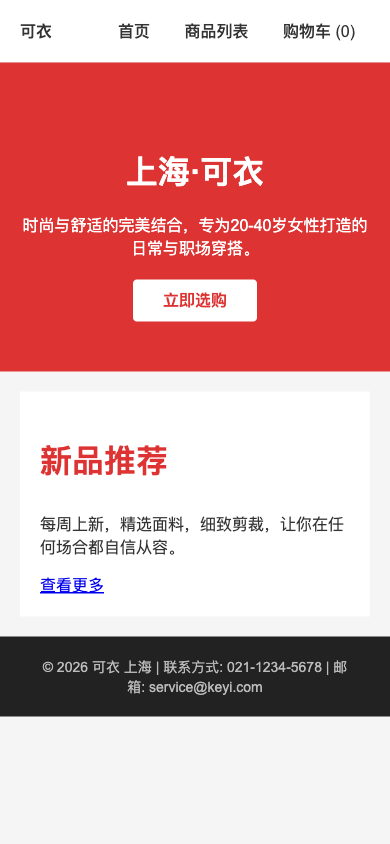 可衣 首页 商品列表 购物车 (0)
上海·可衣
时尚与舒适的完美结合，专为20-40岁女性打造的
日常与职场穿搭。
立即选购
新品推荐
每周上新，精选面料，细致剪裁，让你在任
何场合都自信从容。
查看更多
© 2026 可衣 上海 | 联系方式: 021-1234-5678 | 邮
箱: service@keyi.com